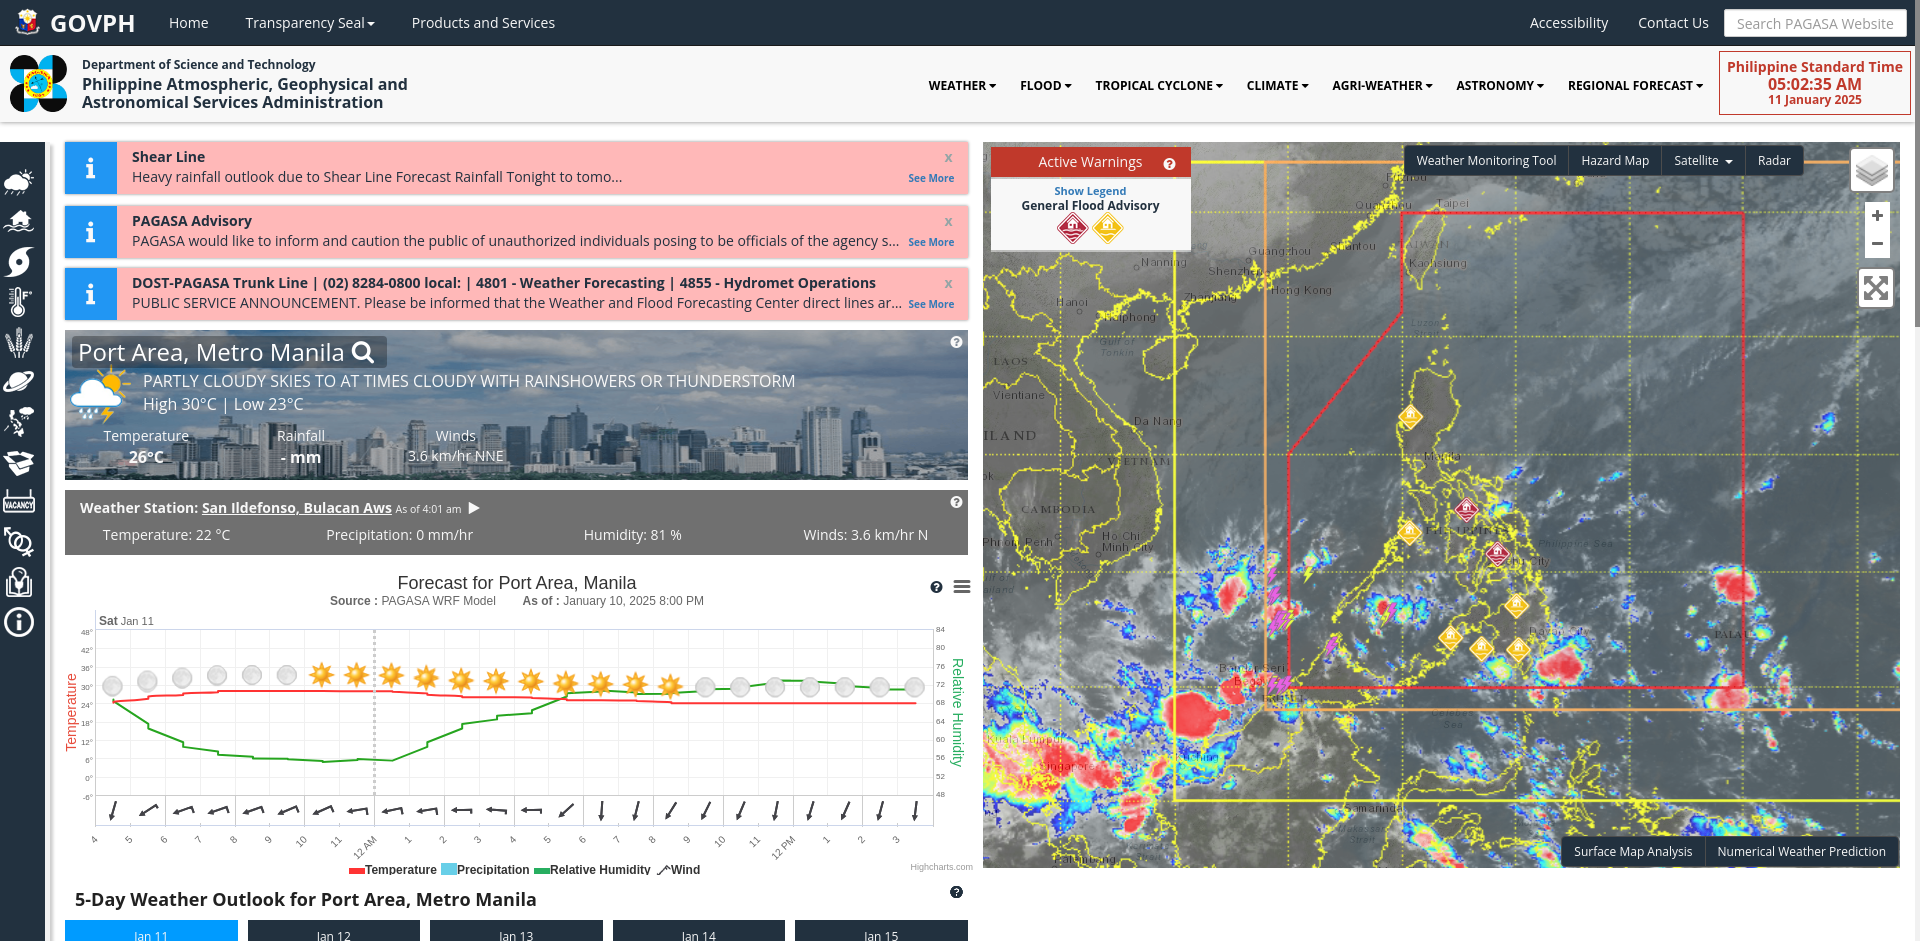 GOVPH
Home
Transparency Seal
Products and Services
Accessibility
Contact Us
Search PAGASA Website
Department of Science and Technology
Philippine Atmospheric, Geophysical and
Astronomical Services Administration
WEATHER
FLOOD
TROPICAL CYCLONE
CLIMATE
AGRI-WEATHER
ASTRONOMY
REGIONAL FORECAST
Philippine Standard Time
05:02:35 AM
11 January 2025
VACANCY
Shear Line
x
Heavy rainfall outlook due to Shear Line Forecast Rainfall Tonight to tomo...
See More
PAGASA Advisory
x
PAGASA would like to inform and caution the public of unauthorized individuals posing to be officials of the agency s...
See More
DOST-PAGASA Trunk Line | (02) 8284-0800 local: | 4801 - Weather Forecasting | 4855 - Hydromet Operations
x
PUBLIC SERVICE ANNOUNCEMENT. Please be informed that the Weather and Flood Forecasting Center direct lines ar...
See More
Port Area, Metro Manila
PARTLY CLOUDY SKIES TO AT TIMES CLOUDY WITH RAINSHOWERS OR THUNDERSTORM
High 30°C | Low 23°C
Temperature
Rainfall
Winds
26°C
- mm
3.6 km/hr NNE
Weather Station: San Ildefonso, Bulacan Aws As of 4:01 am
Temperature: 22 °C
Precipitation: 0 mm/hr
Humidity: 81 %
Winds: 3.6 km/hr N
Forecast for Port Area, Manila
Source : PAGASA WRF Model
As of : January 10, 2025 8:00 PM
Sat Jan 11
Temperature
48°
42°
36°
30°
24°
18°
12°
6°
0°
-6°
84
80
76
72
68
64
60
56
52
48
Relative Humidity
4
5
6
7
8
9
10
11
12 AM
1
2
3
4
5
6
7
8
9
10
11
12 PM
1
2
3
Temperature
Precipitation
Relative Humidity
Wind
Highcharts.com
5-Day Weather Outlook for Port Area, Metro Manila
Jan 11
Jan 12
Jan 13
Jan 14
Jan 15
Active Warnings
Show Legend
General Flood Advisory
Weather Monitoring Tool
Hazard Map
Satellite
Radar
+
−
Taipei
Guangzhou
Kaohsiung
Nanning
Shenzhen
Hong Kong
Hanoi
Zhanjiang
Haiphong
Gulf of
Tonkin
LAOS
Vientiane
Da Nang
VIETNAM
CAMBODIA
Ho Chi
Minh City
Manila
Philippine Sea
PALAU
Kuala Lumpur
Celebes
Sea
Samarinda
Surface Map Analysis
Numerical Weather Prediction